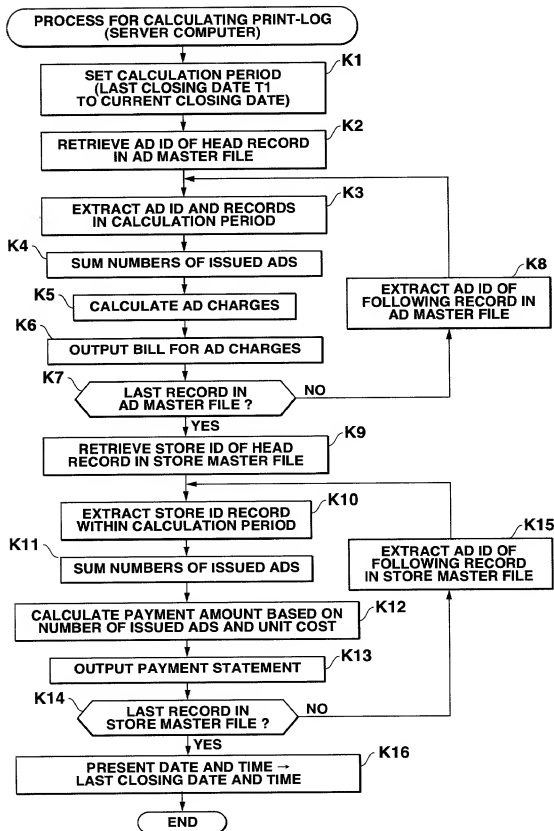 PROCESS FOR CALCULATING PRINT-LOG
(SERVER COMPUTER)
K1
SET CALCULATION PERIOD
(LAST CLOSING DATE T1
TO CURRENT CLOSING DATE)
K2
RETRIEVE AD ID OF HEAD RECORD
IN AD MASTER FILE
K3
EXTRACT AD ID AND RECORDS
IN CALCULATION PERIOD
K4
SUM NUMBERS OF ISSUED ADS
K8
EXTRACT AD ID OF
FOLLOWING RECORD IN
AD MASTER FILE
K5
CALCULATE AD CHARGES
K6
OUTPUT BILL FOR AD CHARGES
K7
LAST RECORD IN
AD MASTER FILE ?
NO
YES
K9
RETRIEVE STORE ID OF HEAD
RECORD IN STORE MASTER FILE
K10
EXTRACT STORE ID RECORD
WITHIN CALCULATION PERIOD
K15
EXTRACT AD ID OF
FOLLOWING RECORD
IN STORE MASTER FILE
K11
SUM NUMBERS OF ISSUED ADS
K12
CALCULATE PAYMENT AMOUNT BASED ON
NUMBER OF ISSUED ADS AND UNIT COST
K13
OUTPUT PAYMENT STATEMENT
K14
LAST RECORD IN
STORE MASTER FILE ?
NO
YES
K16
PRESENT DATE AND TIME →
LAST CLOSING DATE AND TIME
END